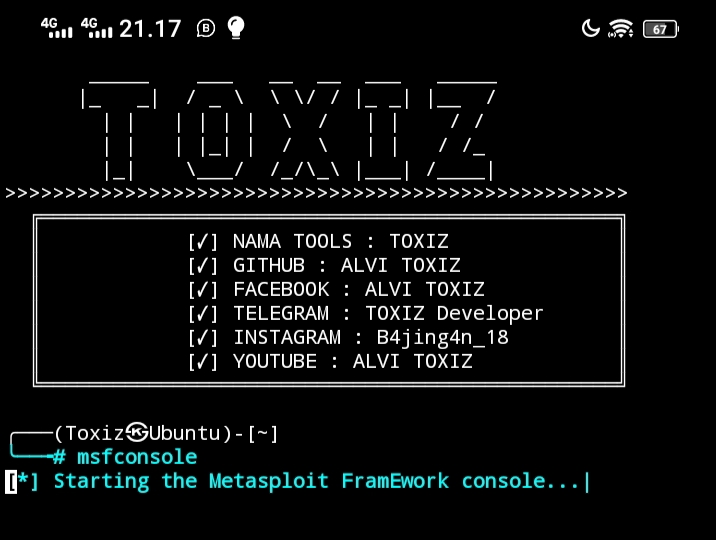 4G 4G 21.17 B 67
TOXIZ
>>>>>>>>>>>>>>>>>>>>>>>>>>>>>>>>>>>>>>>>>>>>>>>>>>>>
[✓] NAMA TOOLS : TOXIZ
[✓] GITHUB : ALVI TOXIZ
[✓] FACEBOOK : ALVI TOXIZ
[✓] TELEGRAM : TOXIZ Developer
[✓] INSTAGRAM : B4jing4n_18
[✓] YOUTUBE : ALVI TOXIZ
┌──(Toxiz㉿Ubuntu)-[~]
└─# msfconsole
[*] Starting the Metasploit FramEwork console...|